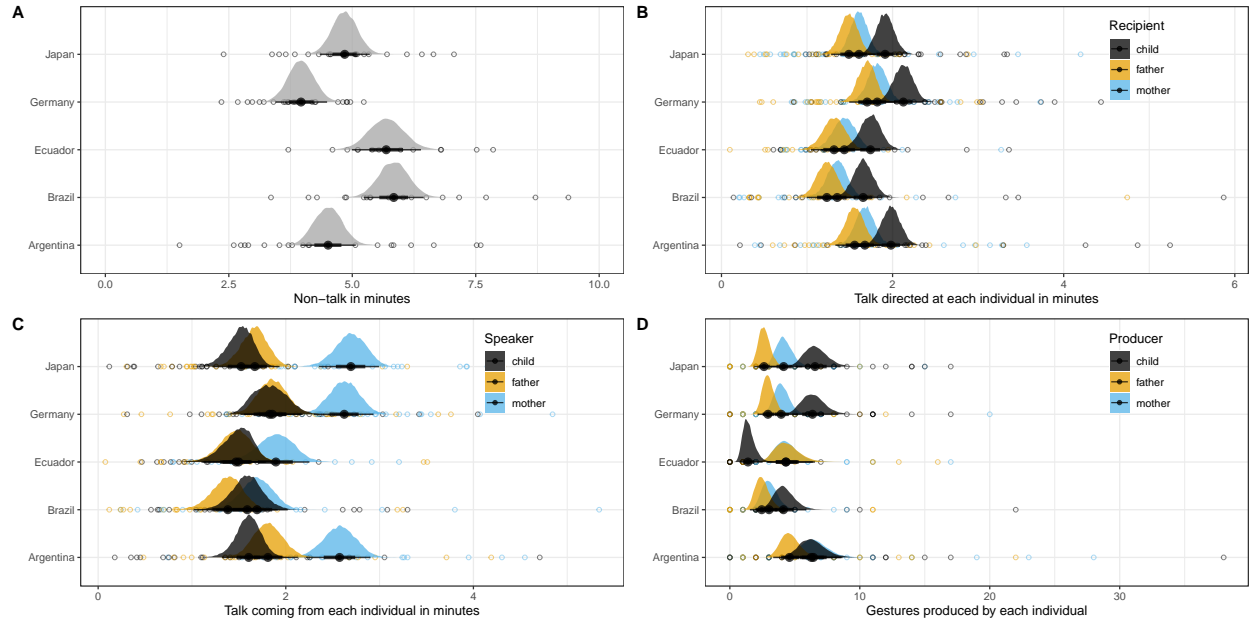 A
Japan
Germany
Ecuador
Brazil
Argentina
0.0 2.5 5.0 7.5 10.0
Non−talk in minutes
B
Recipient
child
father
mother
Japan
Germany
Ecuador
Brazil
Argentina
0 2 4 6
Talk directed at each individual in minutes
C
Speaker
child
father
mother
Japan
Germany
Ecuador
Brazil
Argentina
0 2 4
Talk coming from each individual in minutes
D
Producer
child
father
mother
Japan
Germany
Ecuador
Brazil
Argentina
0 10 20 30
Gestures produced by each individual